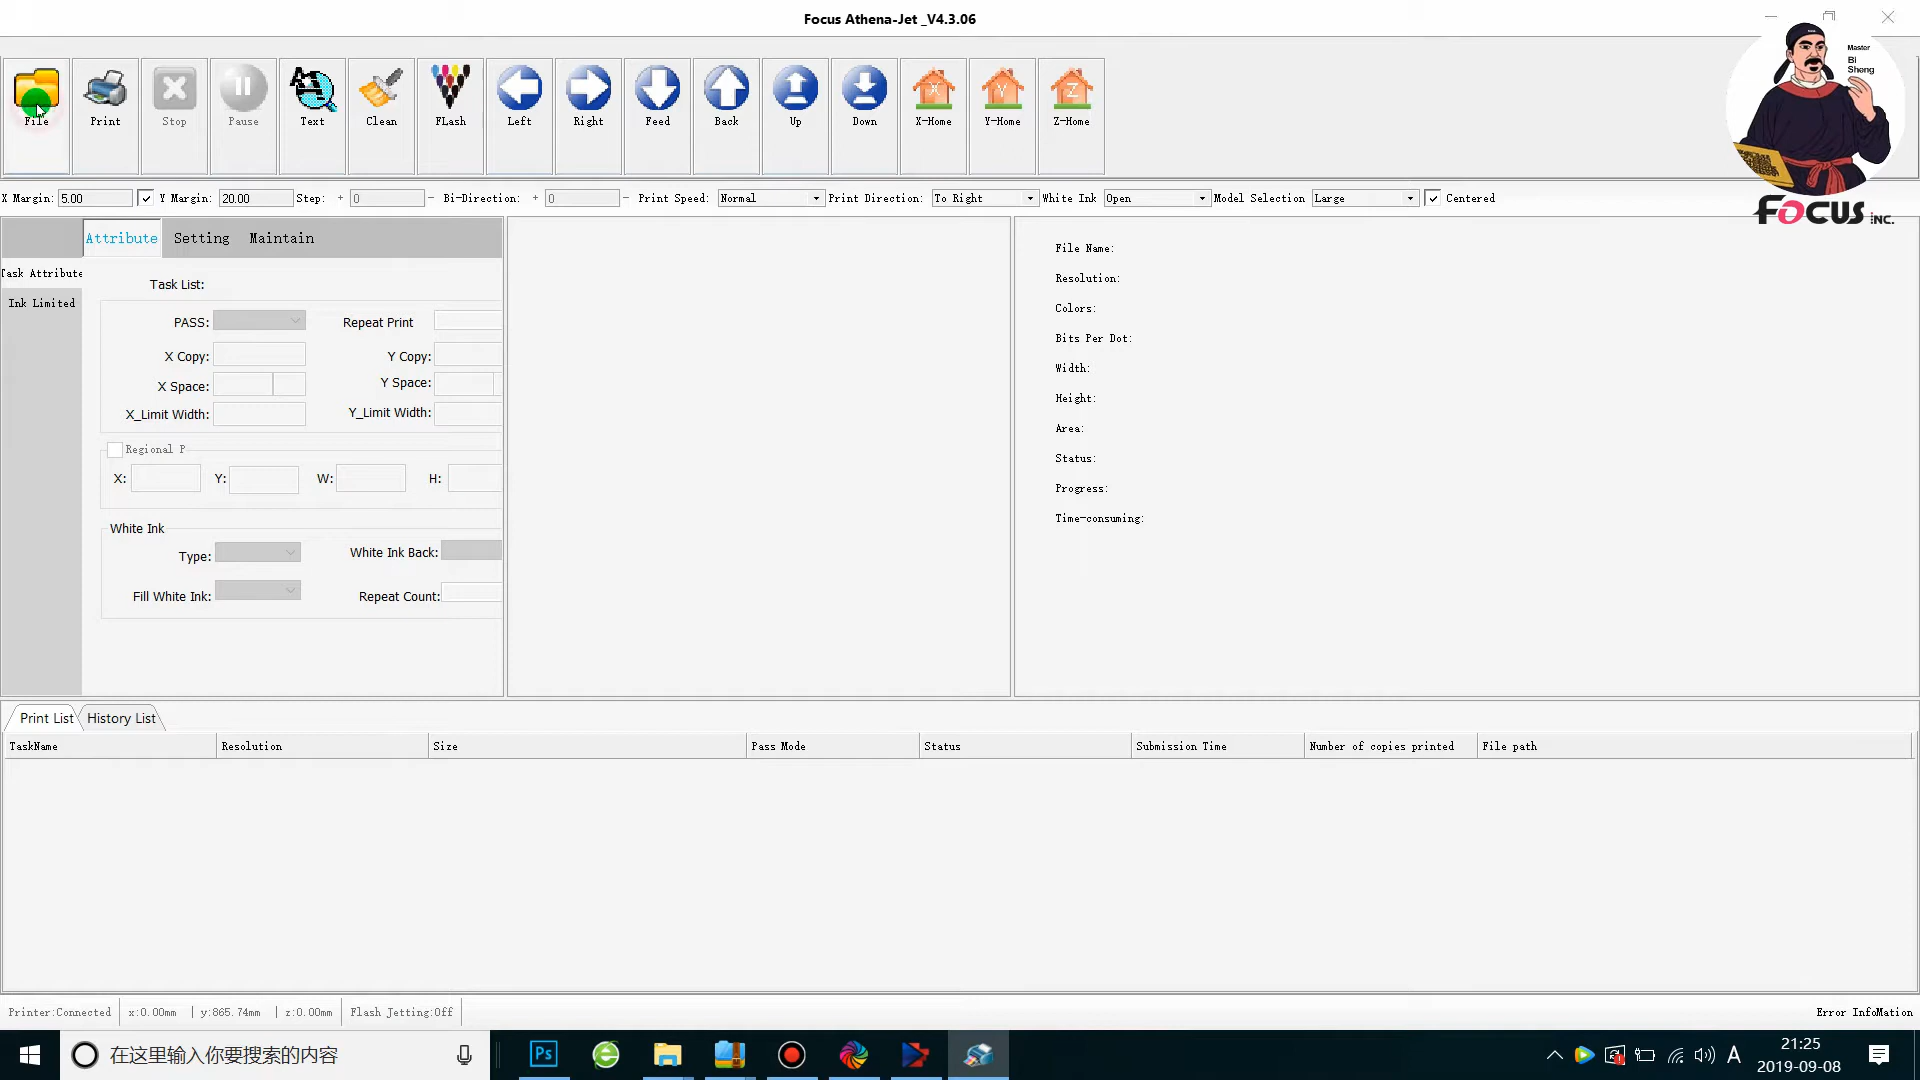 Focus Athena-Jet _V4.3.06
Master
Bi
Sheng
File Print Stop Pause Text Clean FLash Left Right Feed Back Up Down X-Home Y-Home Z-Home
FOCUS INC.
X Margin: 5.00 Y Margin: 20.00 Step: + 0 - Bi-Direction: + 0 - Print Speed: Normal Print Direction: To Right White Ink Open Model Selection Large Centered
Attribute Setting Maintain
Task Attribute
Ink Limited
Task List:
PASS: Repeat Print
X Copy: Y Copy:
X Space: Y Space:
X_Limit Width: Y_Limit Width:
Regional P
X: Y: W: H:
White Ink
Type: White Ink Back:
Fill White Ink: Repeat Count:
File Name:
Resolution:
Colors:
Bits Per Dot:
Width:
Height:
Area:
Status:
Progress:
Time-consuming:
Print List History List
TaskName Resolution Size Pass Mode Status Submission Time Number of copies printed File path
Printer:Connected x:0.00mm y:865.74mm z:0.00mm Flash Jetting:Off Error InfoMation
在这里输入你要搜索的内容
Ps
A
21:25
2019-09-08